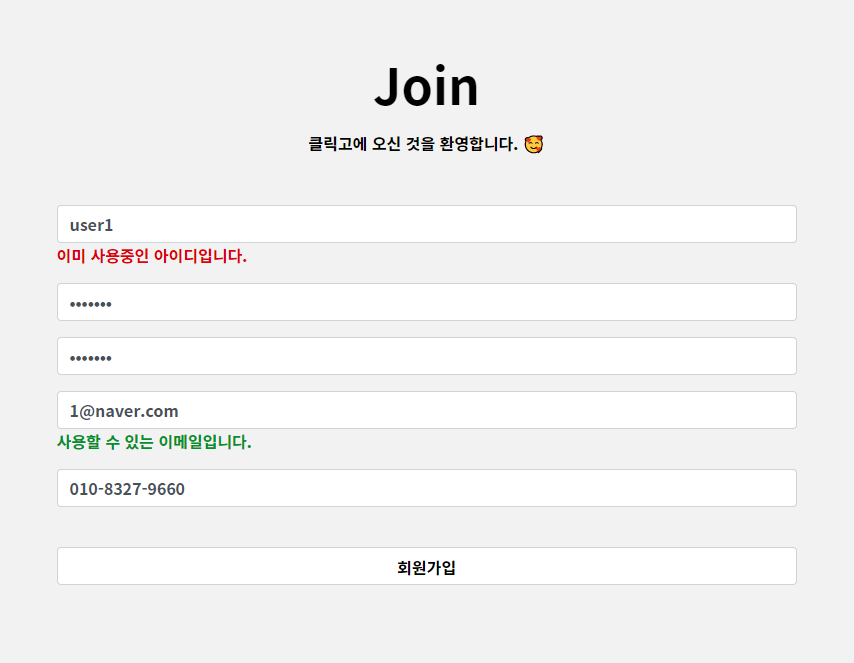 Join
클릭고에 오신 것을 환영합니다. 🥰
user1
이미 사용중인 아이디입니다.
•••••••
•••••••
1@naver.com
사용할 수 있는 이메일입니다.
010-8327-9660
회원가입